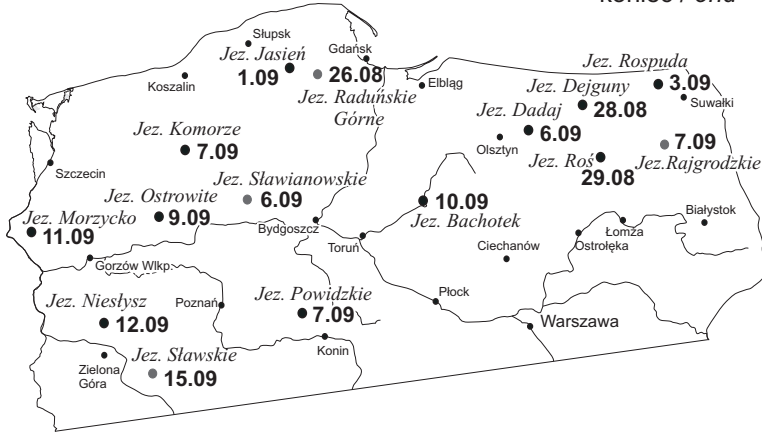 koniec / end
Słupsk
Jez. Jasień
1.09
Gdańsk
26.08
Jez. Raduńskie
Górne
Koszalin
Elbląg
Jez. Rospuda
3.09
Suwałki
Jez. Dejguny
28.08
Jez. Dadaj
6.09
Olsztyn
7.09
Jez.Rajgrodzkie
Jez. Roś
29.08
Jez. Komorze
7.09
Szczecin
Jez. Sławianowskie
6.09
Jez. Ostrowite
9.09
Jez. Morzycko
11.09
10.09
Jez. Bachotek
Bydgoszcz
Toruń
Białystok
Łomża
Ostrołęka
Ciechanów
Gorzów Wlkp.
Jez. Niesłysz
12.09
Poznań
Jez. Powidzkie
7.09
Płock
Warszawa
Konin
Zielona
Góra
Jez. Sławskie
15.09